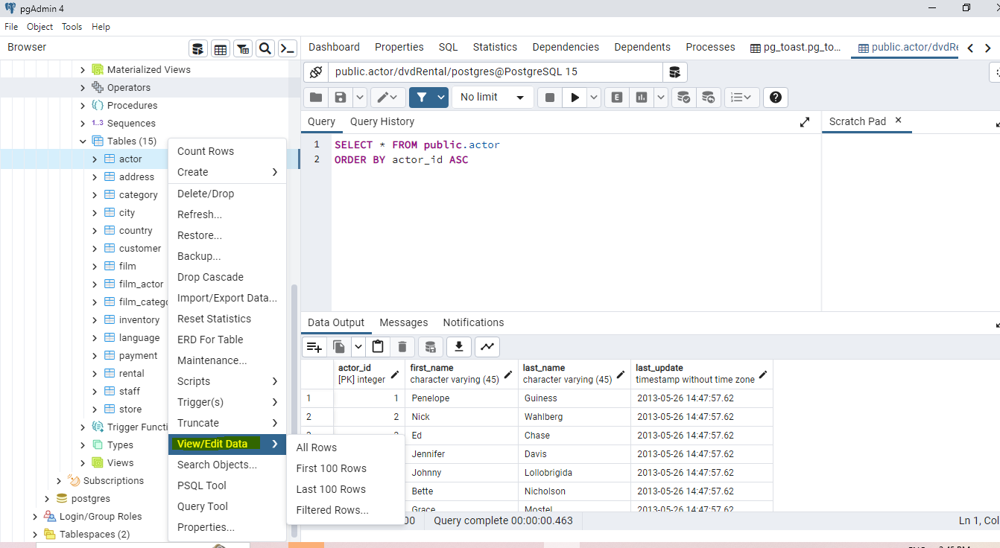 pgAdmin 4
File Object Tools Help
Browser
Dashboard Properties SQL Statistics Dependencies Dependents Processes pg_toast.pg_to... public.actor/dvdRe
public.actor/dvdRental/postgres@PostgreSQL 15
No limit
E
Query Query History
Scratch Pad
1 SELECT * FROM public.actor
2 ORDER BY actor_id ASC
Materialized Views
Operators
Procedures
1..3 Sequences
Tables (15)
actor
address
category
city
country
customer
film
film_actor
film_catego
inventory
language
payment
rental
staff
store
Trigger Functi
Types
Views
Subscriptions
postgres
Login/Group Roles
Tablespaces (2)
Count Rows
Create
Delete/Drop
Refresh...
Restore...
Backup...
Drop Cascade
Import/Export Data...
Reset Statistics
ERD For Table
Maintenance...
Scripts
Trigger(s)
Truncate
View/Edit Data
Search Objects...
PSQL Tool
Query Tool
Properties...
All Rows
First 100 Rows
Last 100 Rows
Filtered Rows...
Data Output Messages Notifications
actor_id first_name last_name last_update
[PK] integer character varying (45) character varying (45) timestamp without time zone
1 1 Penelope Guiness 2013-05-26 14:47:57.62
2 2 Nick Wahlberg 2013-05-26 14:47:57.62
Ed Chase 2013-05-26 14:47:57.62
Jennifer Davis 2013-05-26 14:47:57.62
Johnny Lollobrigida 2013-05-26 14:47:57.62
Bette Nicholson 2013-05-26 14:47:57.62
Grace Mostel 2013-05-26 14:47:57.62
00 Query complete 00:00:00.463 Ln 1, Col